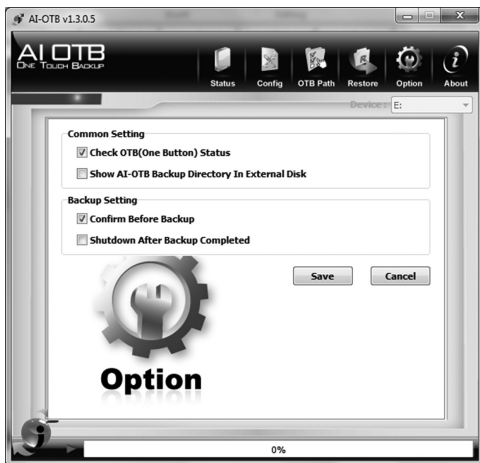 AI-OTB v1.3.0.5
AI OTB
ONE TOUCH BACKUP
Status Config OTB Path Restore Option About
Device: E:
Common Setting
Check OTB(One Button) Status
Show AI-OTB Backup Directory In External Disk
Backup Setting
Confirm Before Backup
Shutdown After Backup Completed
Save Cancel
Option
0%